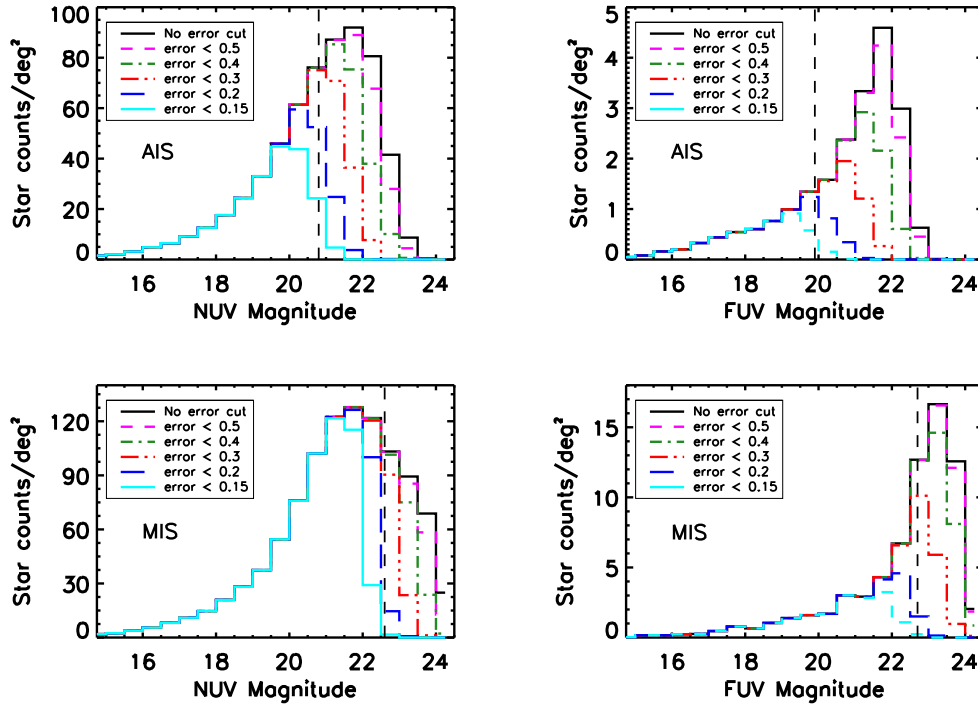 100
80
60
40
20
0
Star counts/deg²
No error cut
error < 0.5
error < 0.4
error < 0.3
error < 0.2
error < 0.15
AIS
16 18 20 22 24
NUV Magnitude
5
4
3
2
1
0
Star counts/deg²
No error cut
error < 0.5
error < 0.4
error < 0.3
error < 0.2
error < 0.15
AIS
16 18 20 22 24
FUV Magnitude
120
90
60
30
0
Star counts/deg²
No error cut
error < 0.5
error < 0.4
error < 0.3
error < 0.2
error < 0.15
MIS
16 18 20 22 24
NUV Magnitude
15
10
5
0
Star counts/deg²
No error cut
error < 0.5
error < 0.4
error < 0.3
error < 0.2
error < 0.15
MIS
16 18 20 22 24
FUV Magnitude